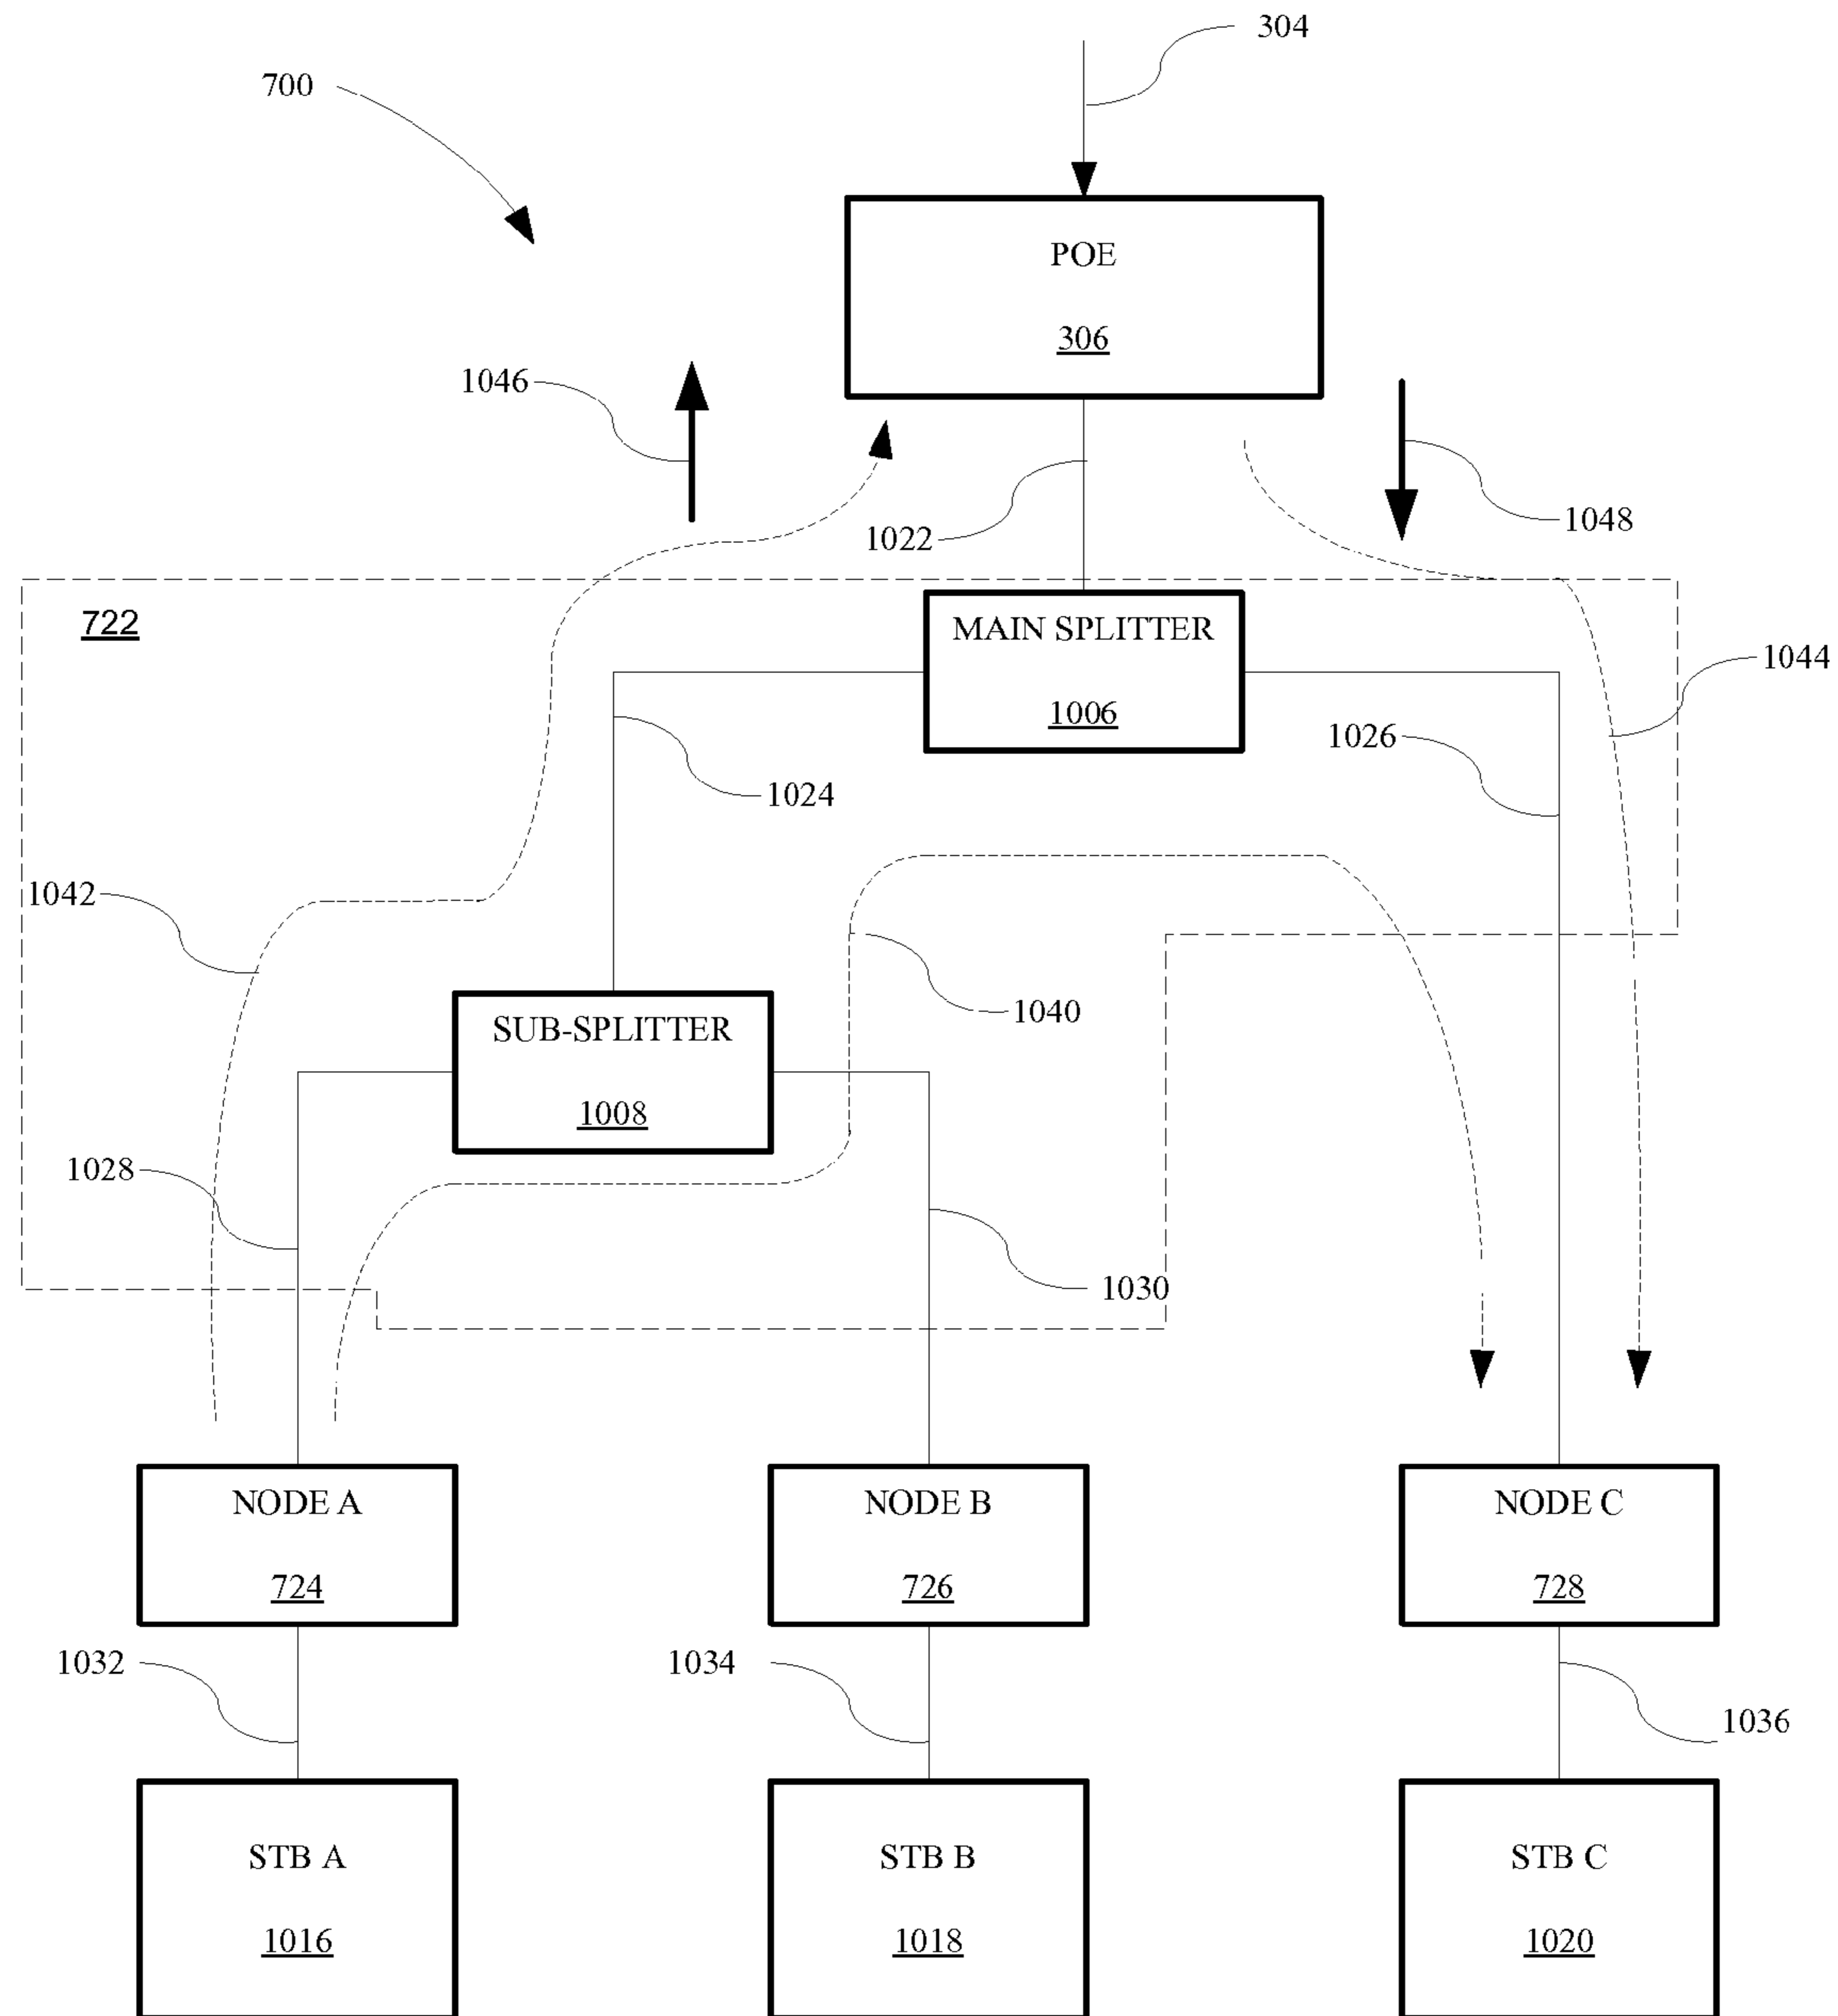 304
700
POE
306
1046
1022
1048
722
MAIN SPLITTER
1006
1044
1026
1024
1042
1040
SUB-SPLITTER
1008
1028
1030
NODE A
724
NODE B
726
NODE C
728
1032
1034
1036
STB A
1016
STB B
1018
STB C
1020